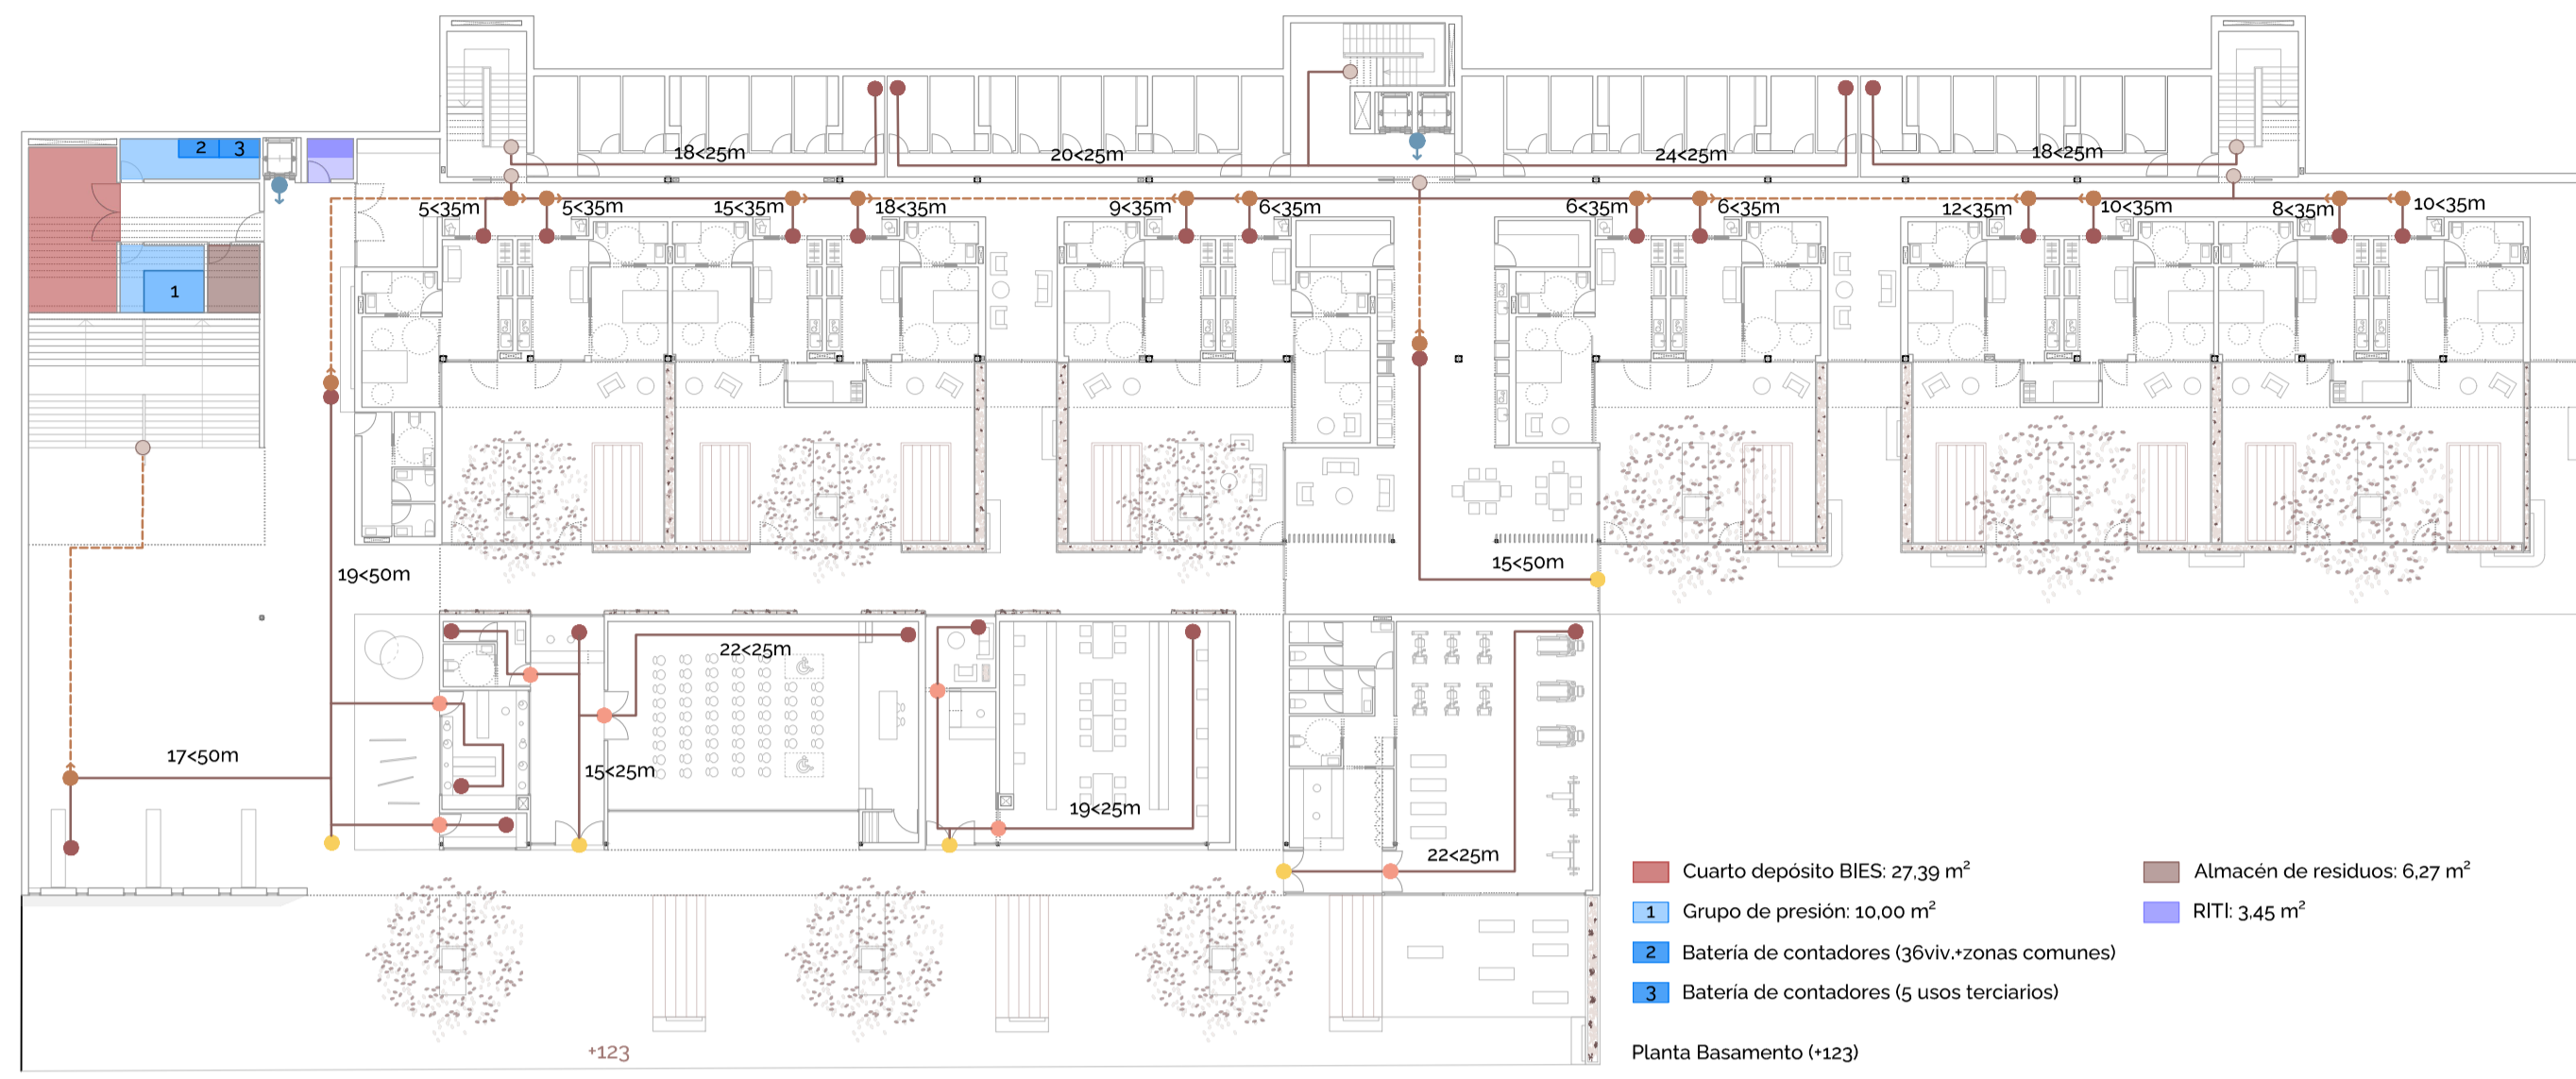 2 3
18<25m
20<25m
24<25m
18<25m
5<35m
5<35m
15<35m
18<35m
9<35m
6<35m
6<35m
6<35m
12<35m
10<35m
8<35m
10<35m
1
19<50m
15<50m
22<25m
17<50m
15<25m
19<25m
22<25m
Cuarto depósito BIES: 27,39 m²
Almacén de residuos: 6,27 m²
1 Grupo de presión: 10,00 m²
RITI: 3,45 m²
2 Batería de contadores (36viv.+zonas comunes)
3 Batería de contadores (5 usos terciarios)
+123
Planta Basamento (+123)